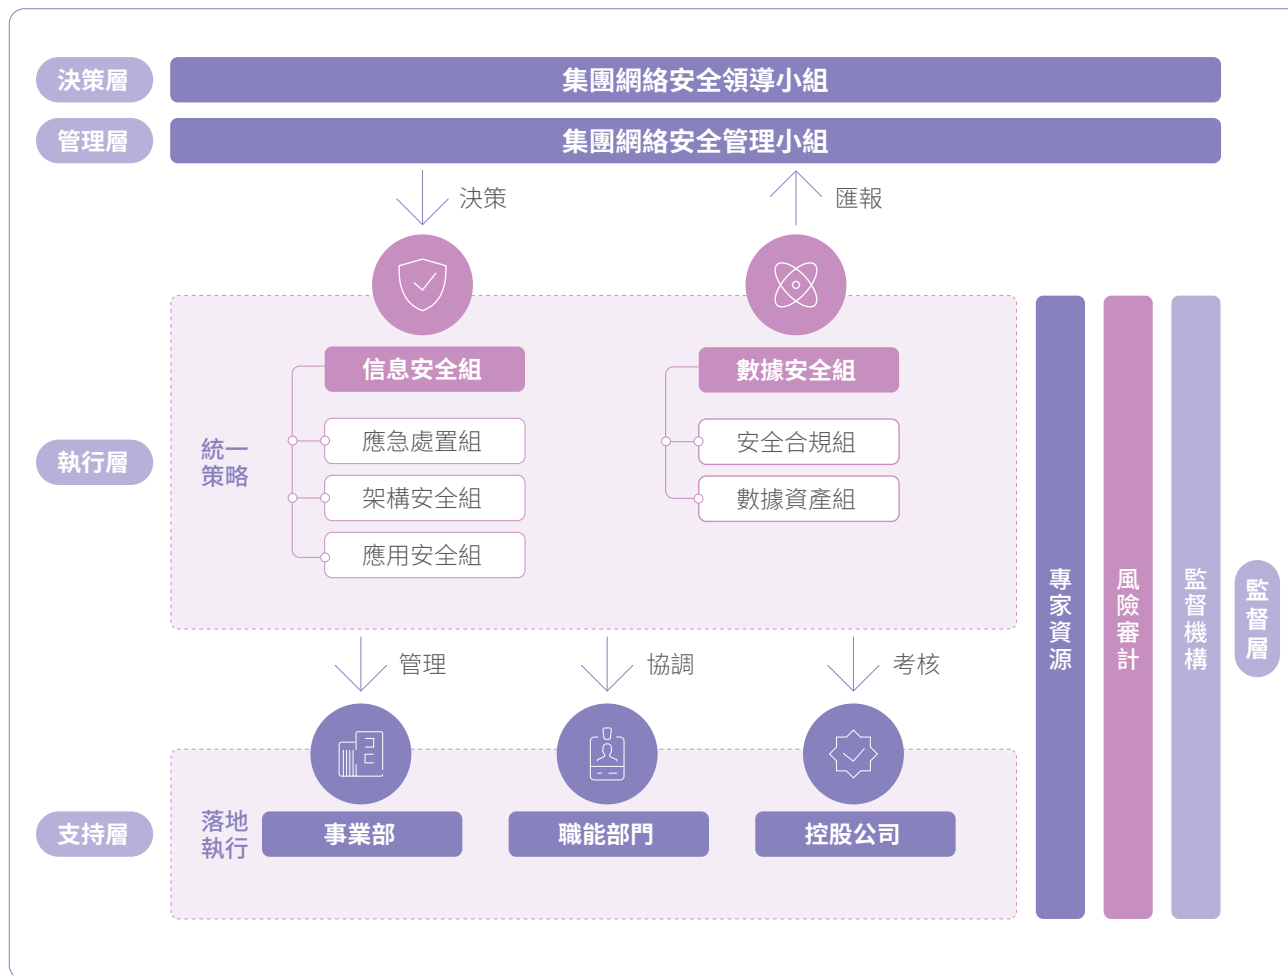 決策層
集團網絡安全領導小組
管理層
集團網絡安全管理小組
決策
匯報
執行層
統一
策略
信息安全組
應急處置組
架構安全組
應用安全組
數據安全組
安全合規組
數據資產組
管理
協調
考核
支持層
落地
執行
事業部
職能部門
控股公司
專家資源
風險審計
監督機構
監督層